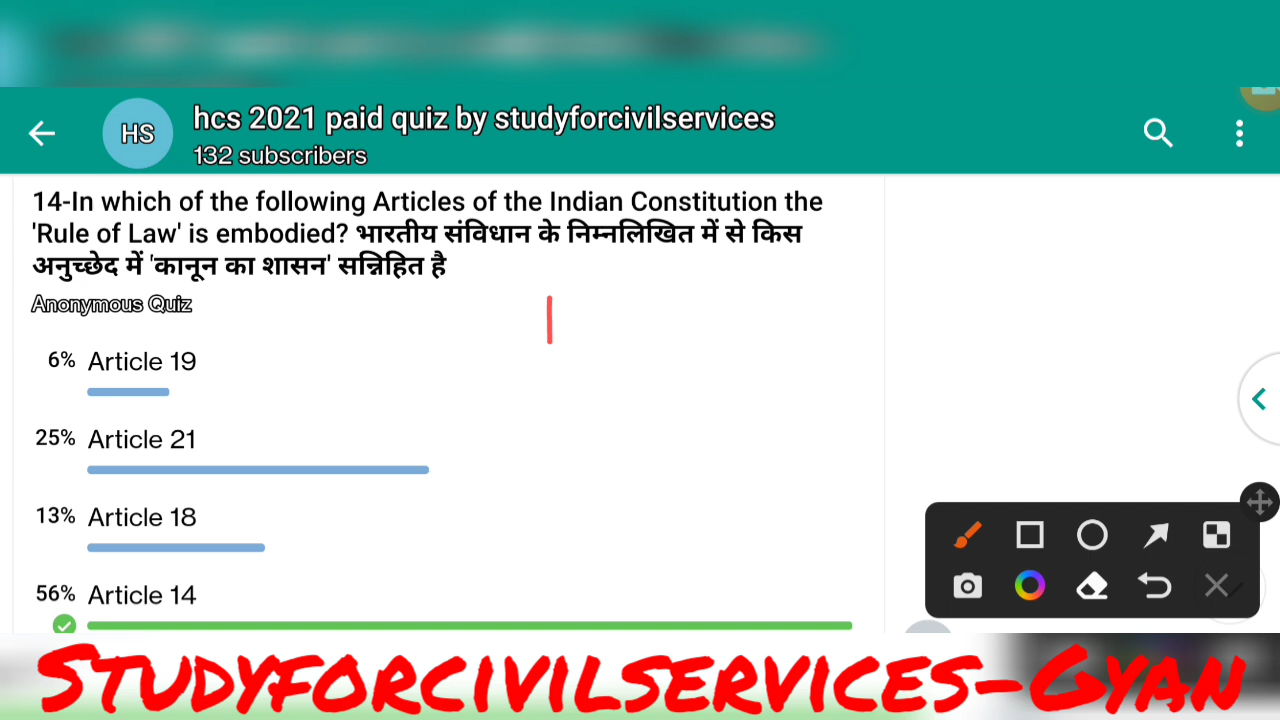 HS
hcs 2021 paid quiz by studyforcivilservices
132 subscribers
14-In which of the following Articles of the Indian Constitution the
'Rule of Law' is embodied? भारतीय संविधान के निम्नलिखित में से किस
अनुच्छेद में 'कानून का शासन' सन्निहित है
Anonymous Quiz
6% Article 19
25% Article 21
13% Article 18
56% Article 14
STUDYFORCIVILSERVICES-GYAN